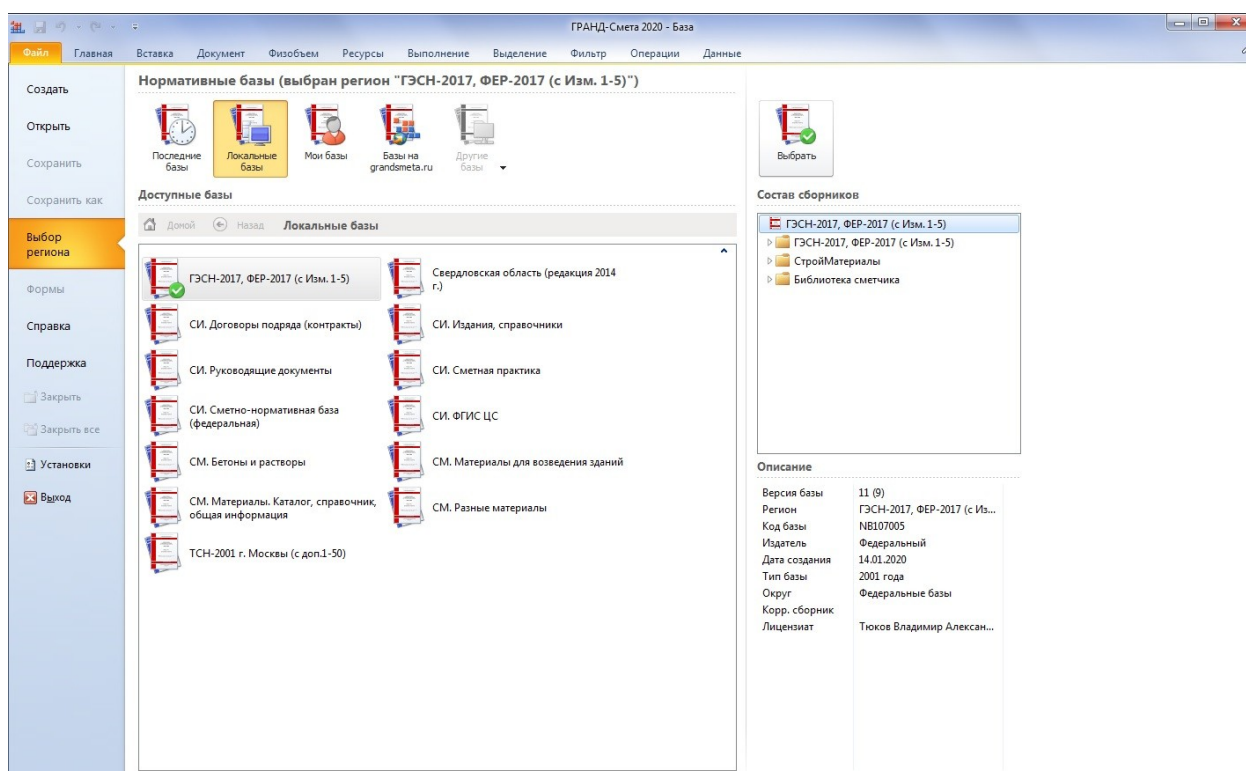 ГРАНД-Смета 2020 - База
Файл Главная Вставка Документ Физобъем Ресурсы Выполнение Выделение Фильтр Операции Данные
Создать
Открыть
Сохранить
Сохранить как
Выбор
региона
Формы
Справка
Поддержка
Закрыть
Закрыть все
Установки
Выход
Нормативные базы (выбран регион "ГЭСН-2017, ФЕР-2017 (с Изм. 1-5)")
Последние
базы
Локальные
базы
Мои базы
Базы на
grandsmeta.ru
Другие
базы
Доступные базы
Домой Назад Локальные базы
ГЭСН-2017, ФЕР-2017 (с Изм. 1-5)
Свердловская область (редакция 2014
г.)
СИ. Договоры подряда (контракты)
СИ. Издания, справочники
СИ. Руководящие документы
СИ. Сметная практика
СИ. Сметно-нормативная база
(федеральная)
СИ. ФГИС ЦС
СМ. Бетоны и растворы
СМ. Материалы для возведения зданий
СМ. Материалы. Каталог, справочник,
общая информация
СМ. Разные материалы
ТСН-2001 г. Москвы (с доп.1-50)
Выбрать
Состав сборников
ГЭСН-2017, ФЕР-2017 (с Изм. 1-5)
ГЭСН-2017, ФЕР-2017 (с Изм. 1-5)
СтройМатериалы
Библиотека сметчика
Описание
Версия базы 11 (9)
Регион ГЭСН-2017, ФЕР-2017 (с Из...
Код базы NB107005
Издатель Федеральный
Дата создания 14.01.2020
Тип базы 2001 года
Округ Федеральные базы
Корр. сборник
Лицензиат Тюков Владимир Алексан...